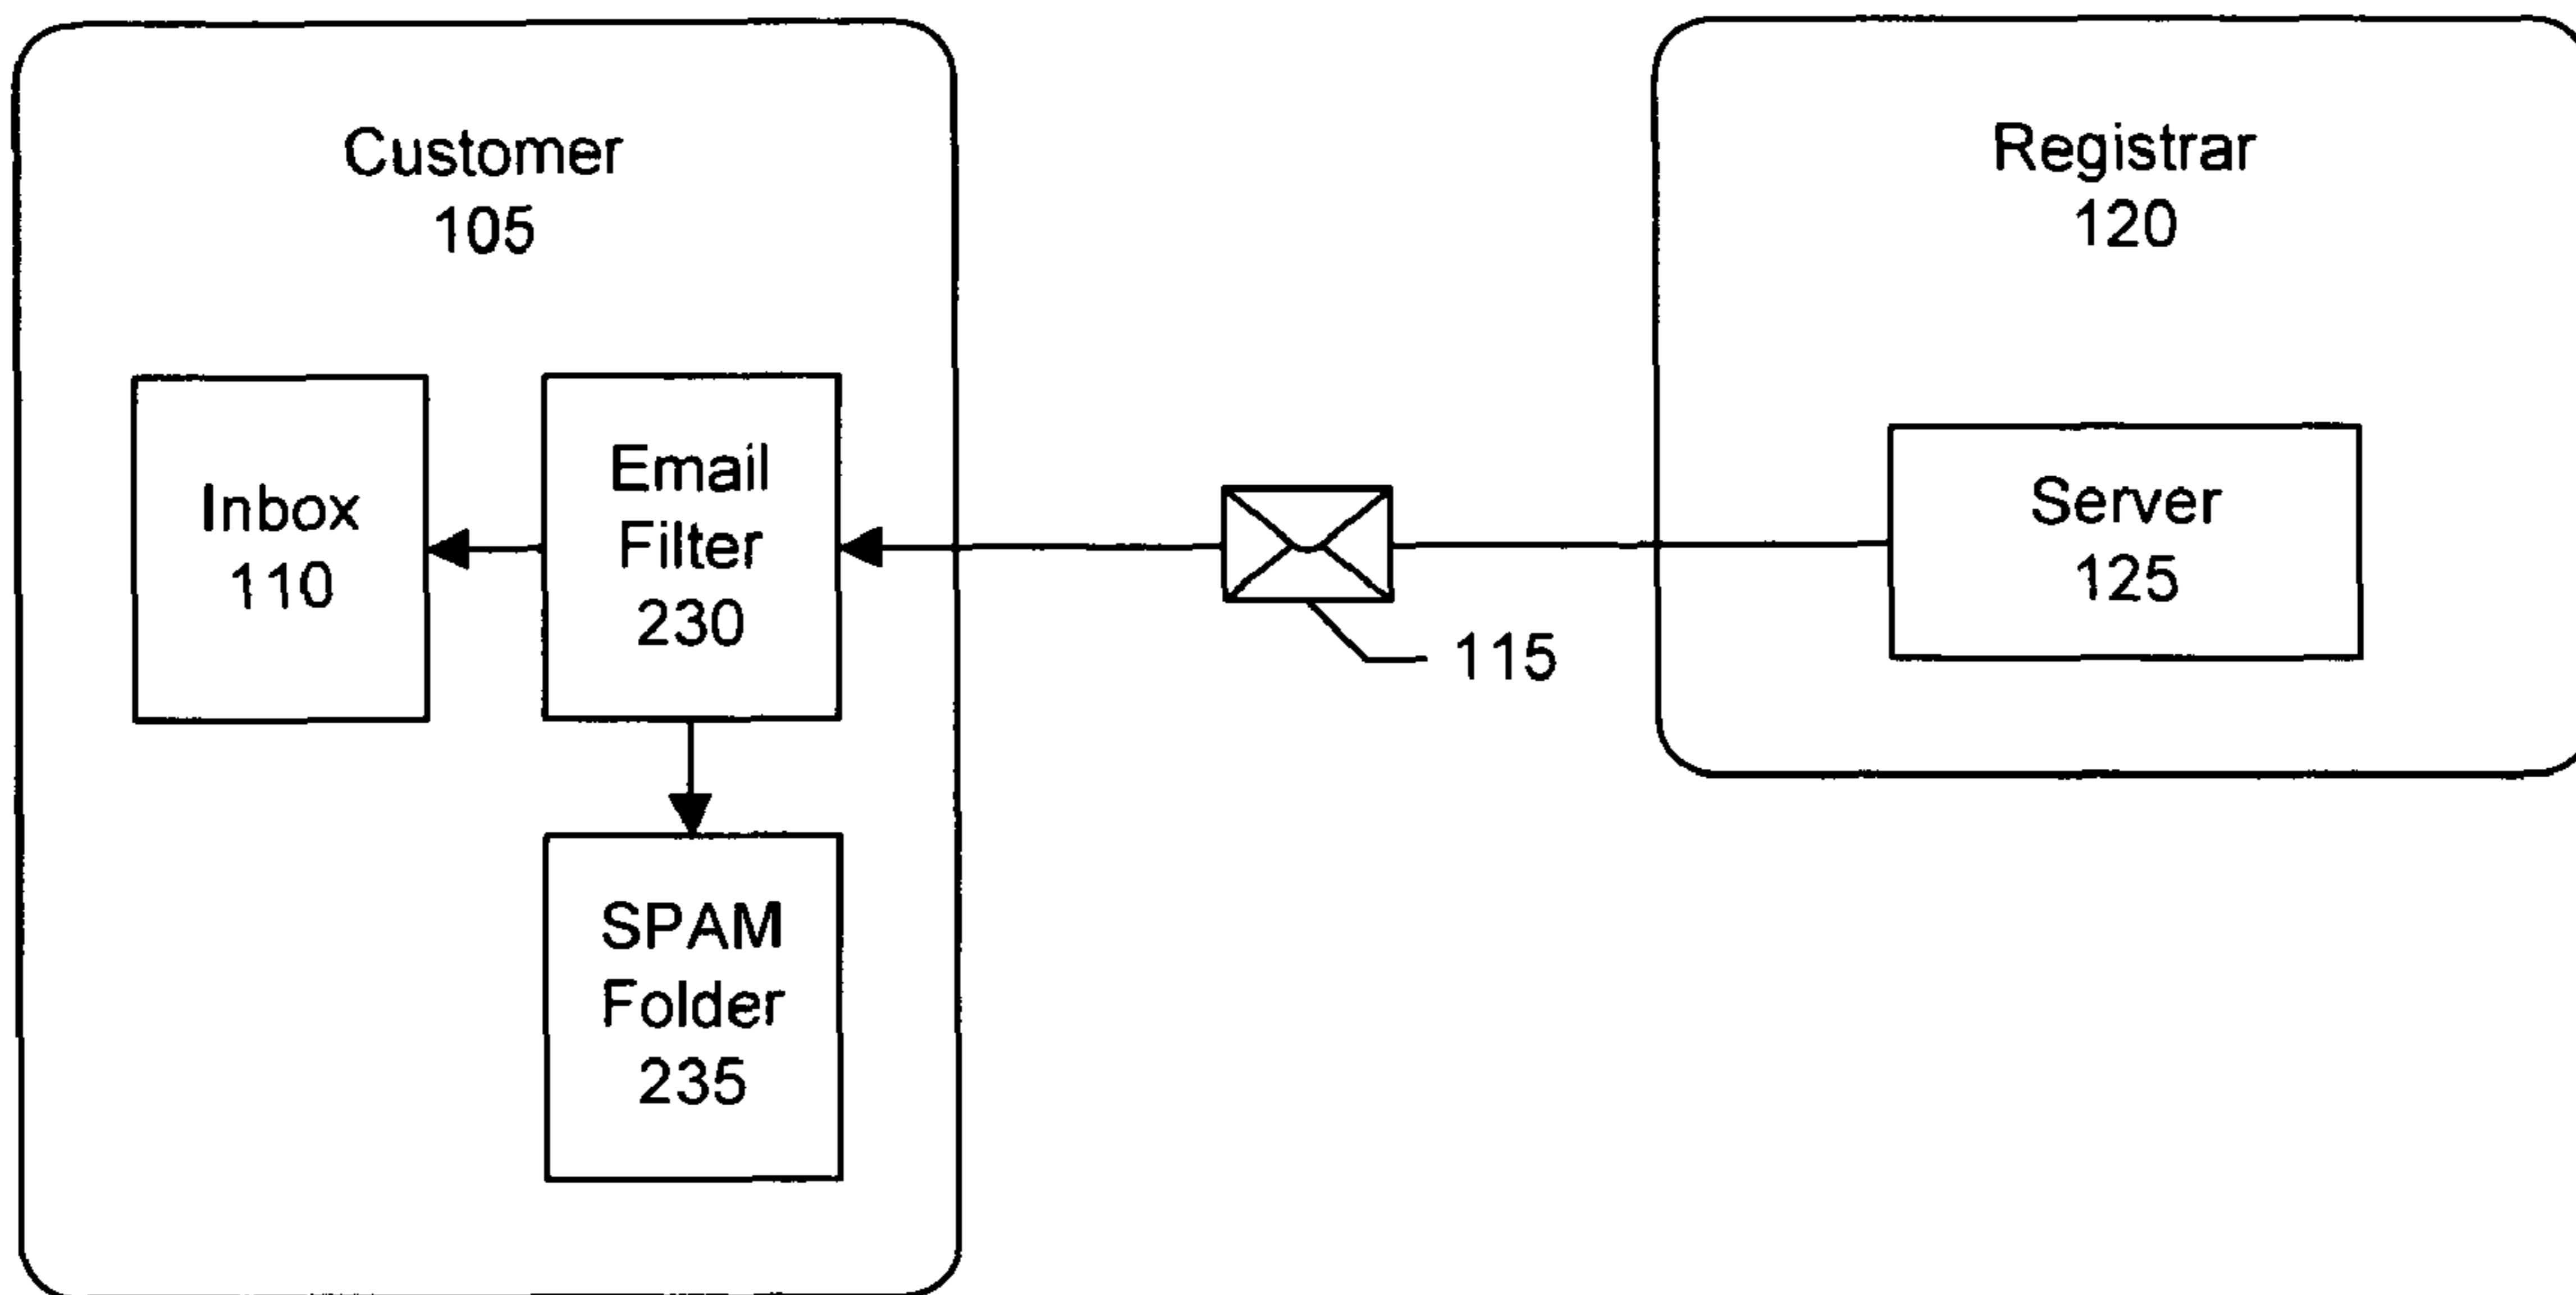 Customer
105
Registrar
120
Inbox
110
Email
Filter
230
115
Server
125
SPAM
Folder
235